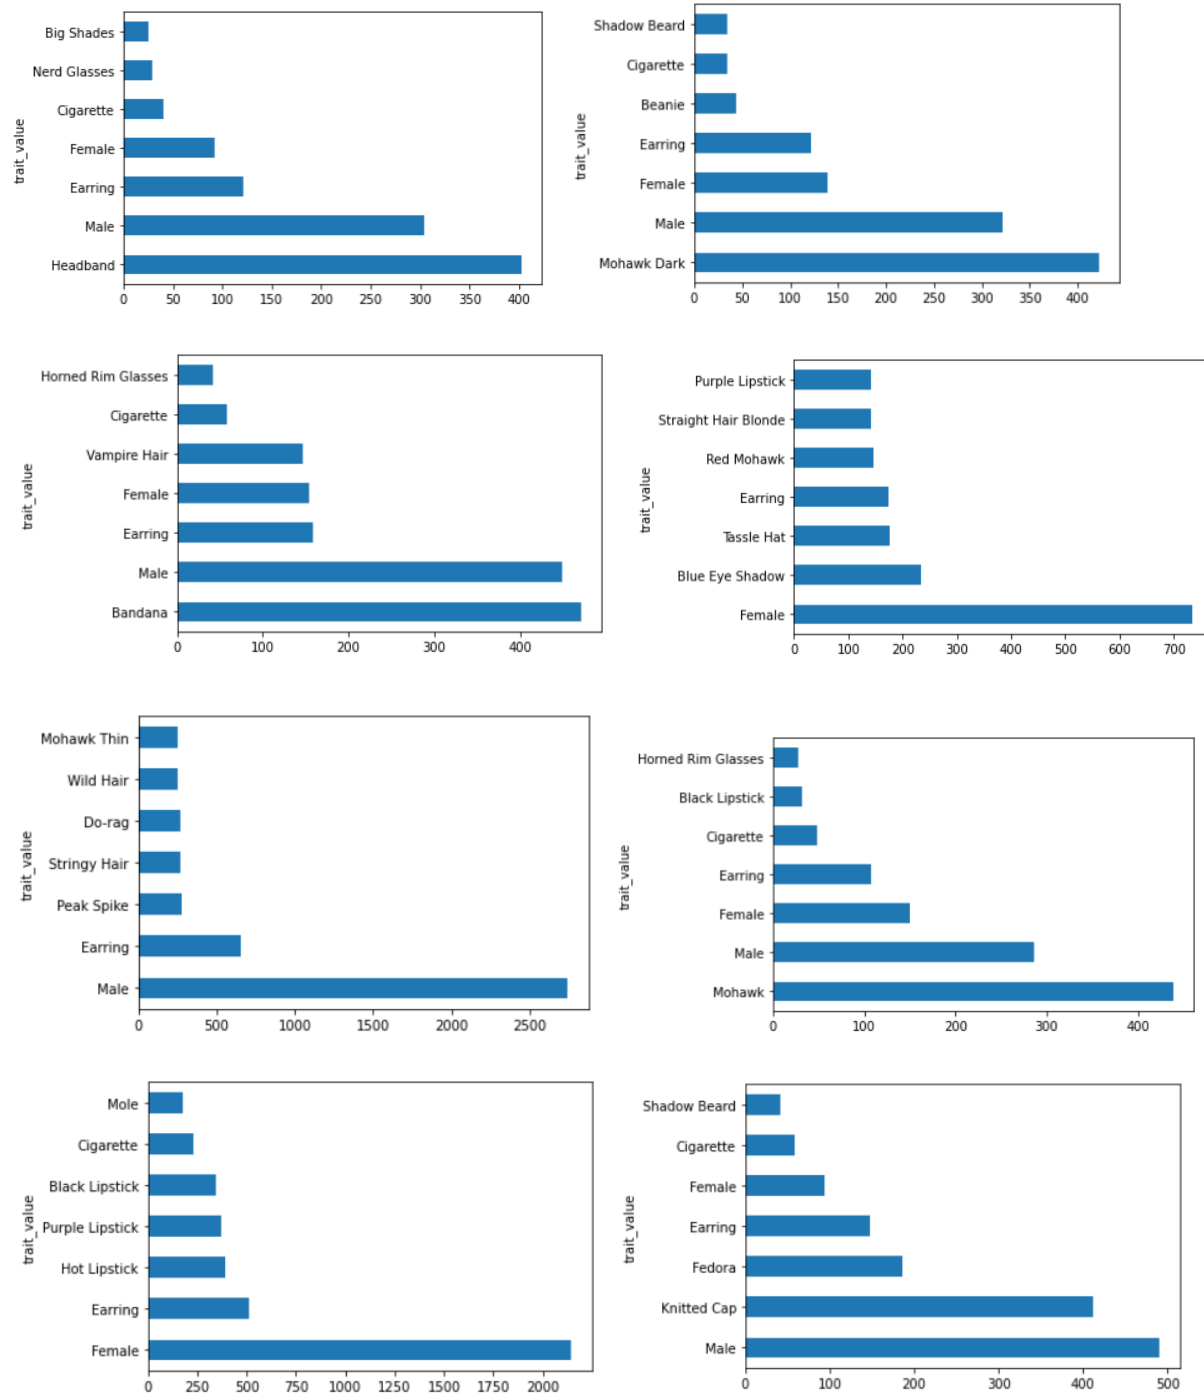 Big Shades
Nerd Glasses
Cigarette
Female
Earring
Male
Headband
trait_value
0 50 100 150 200 250 300 350 400
Shadow Beard
Cigarette
Beanie
Earring
Female
Male
Mohawk Dark
trait_value
0 50 100 150 200 250 300 350 400
Horned Rim Glasses
Cigarette
Vampire Hair
Female
Earring
Male
Bandana
trait_value
0 100 200 300 400
Purple Lipstick
Straight Hair Blonde
Red Mohawk
Earring
Tassle Hat
Blue Eye Shadow
Female
trait_value
0 100 200 300 400 500 600 700
Mohawk Thin
Wild Hair
Do-rag
Stringy Hair
Peak Spike
Earring
Male
trait_value
0 500 1000 1500 2000 2500
Horned Rim Glasses
Black Lipstick
Cigarette
Earring
Female
Male
Mohawk
trait_value
0 100 200 300 400
Mole
Cigarette
Black Lipstick
Purple Lipstick
Hot Lipstick
Earring
Female
trait_value
0 250 500 750 1000 1250 1500 1750 2000
Shadow Beard
Cigarette
Female
Earring
Fedora
Knitted Cap
Male
trait_value
0 100 200 300 400 500